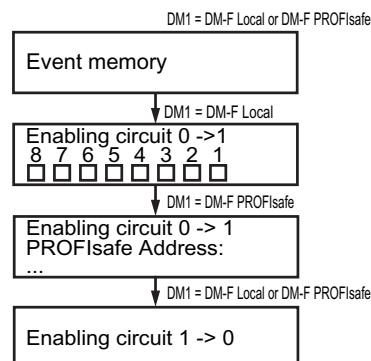 DM1 = DM-F Local or DM-F PROFIsafe
Event memory
DM1 = DM-F Local
Enabling circuit 0 ->1
8 7 6 5 4 3 2 1
DM1 = DM-F PROFIsafe
Enabling circuit 0 -> 1
PROFIsafe Address:
...
DM1 = DM-F Local or DM-F PROFIsafe
Enabling circuit 1 -> 0